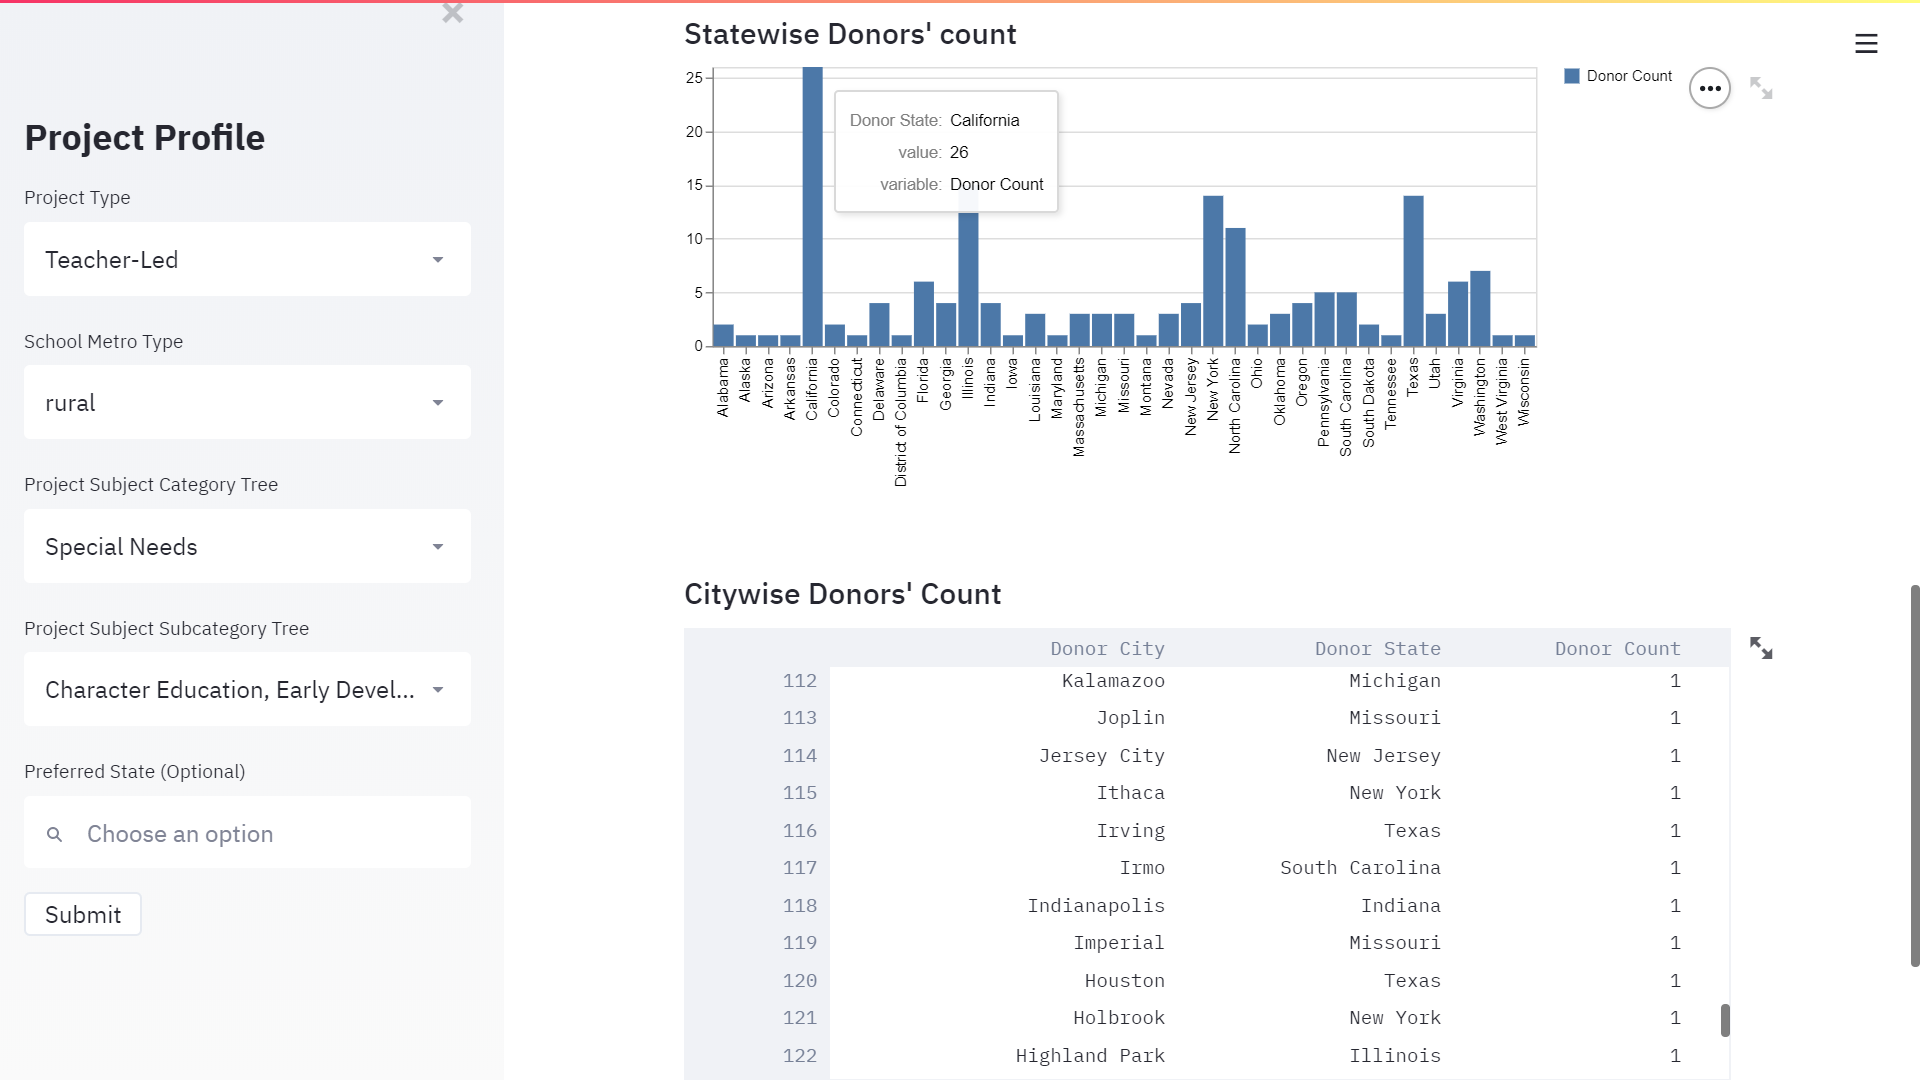 Project Profile
Project Type
Teacher-Led
School Metro Type
rural
Project Subject Category Tree
Special Needs
Project Subject Subcategory Tree
Character Education, Early Devel...
Preferred State (Optional)
Choose an option
Submit
Statewise Donors' count
25
20
15
10
5
0
Donor State: California
value: 26
variable: Donor Count
Donor Count
Alabama
Alaska
Arizona
Arkansas
California
Colorado
Connecticut
Delaware
District of Columbia
Florida
Georgia
Illinois
Indiana
Iowa
Louisiana
Maryland
Massachusetts
Michigan
Missouri
Montana
Nevada
New Jersey
New York
North Carolina
Ohio
Oklahoma
Oregon
Pennsylvania
South Carolina
South Dakota
Tennessee
Texas
Utah
Virginia
Washington
West Virginia
Wisconsin
Citywise Donors' Count
Donor City Donor State Donor Count
112 Kalamazoo Michigan 1
113 Joplin Missouri 1
114 Jersey City New Jersey 1
115 Ithaca New York 1
116 Irving Texas 1
117 Irmo South Carolina 1
118 Indianapolis Indiana 1
119 Imperial Missouri 1
120 Houston Texas 1
121 Holbrook New York 1
122 Highland Park Illinois 1